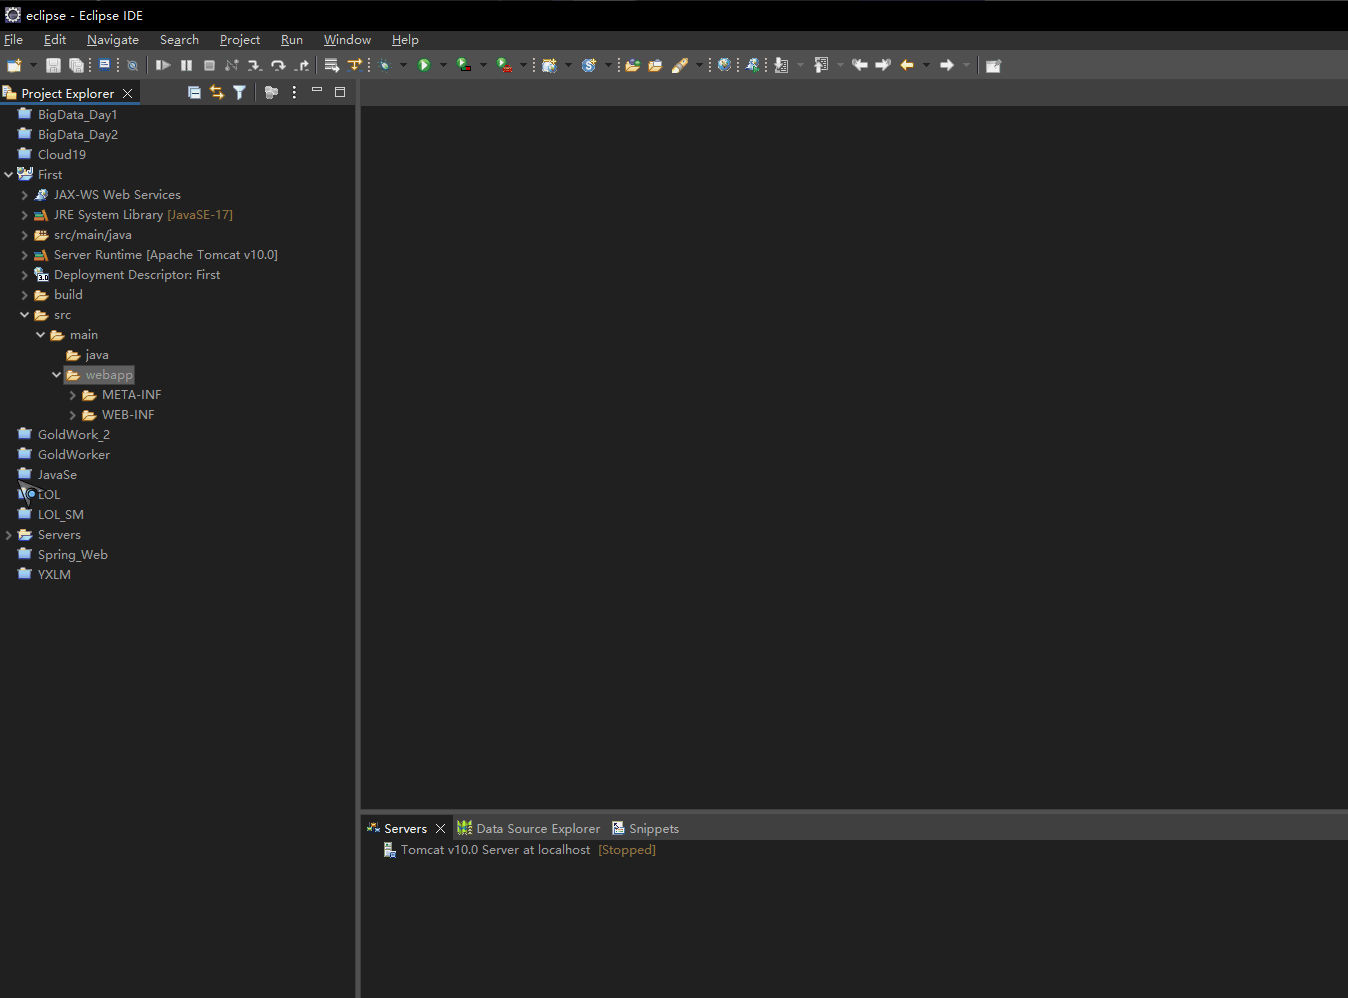 eclipse - Eclipse IDE
File Edit Navigate Search Project Run Window Help
Project Explorer
BigData_Day1
BigData_Day2
Cloud19
First
JAX-WS Web Services
JRE System Library [JavaSE-17]
src/main/java
Server Runtime [Apache Tomcat v10.0]
Deployment Descriptor: First
build
src
main
java
webapp
META-INF
WEB-INF
GoldWork_2
GoldWorker
JavaSe
LOL
LOL_SM
Servers
Spring_Web
YXLM
Servers Data Source Explorer Snippets
Tomcat v10.0 Server at localhost [Stopped]